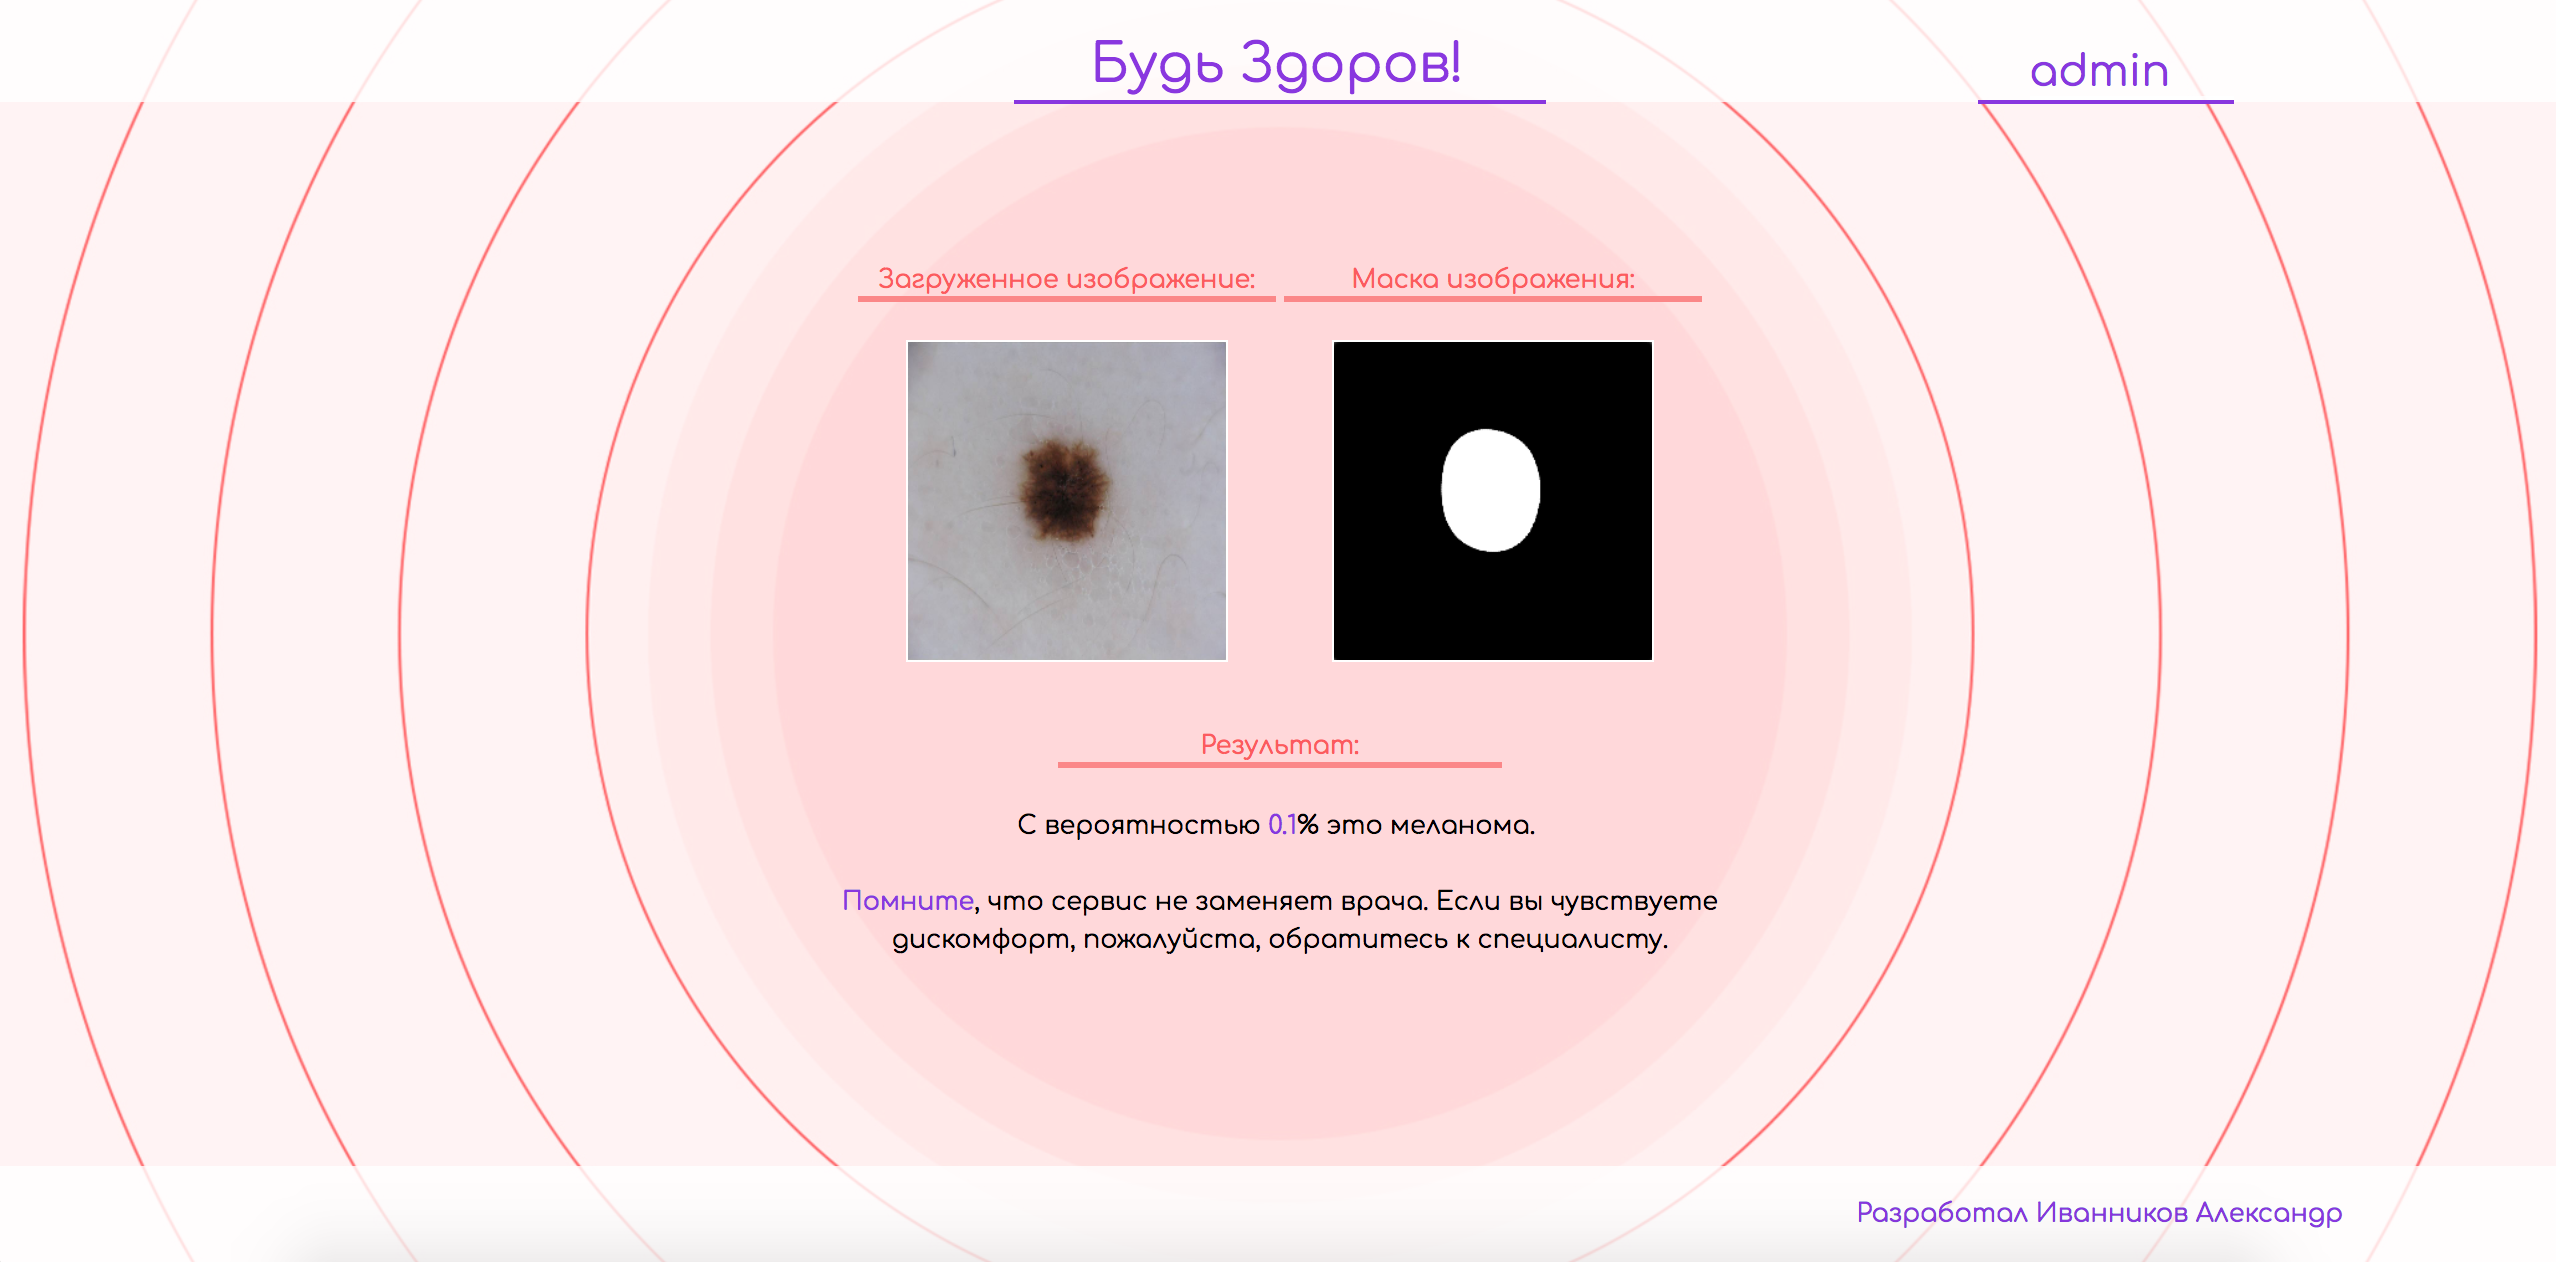 Будь Здоров!
admin
Загруженное изображение:
Маска изображения:
Результат:
С вероятностью 0.1% это меланома.
Помните, что сервис не заменяет врача. Если вы чувствуете
дискомфорт, пожалуйста, обратитесь к специалисту.
Разработал Иванников Александр